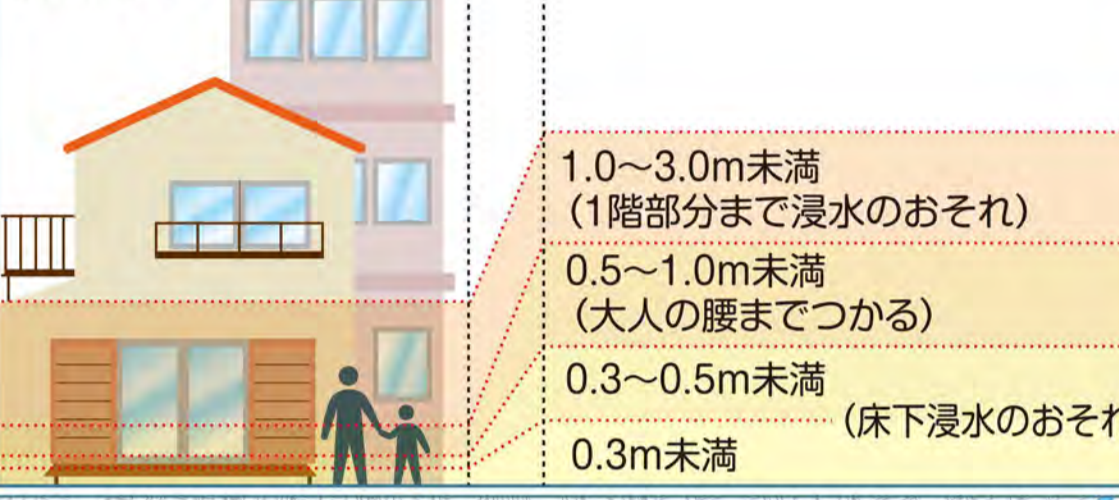 1.0〜3.0m未満
（1階部分まで浸水のおそれ）
0.5〜1.0m未満
（大人の腰までつかる）
0.3〜0.5m未満
（床下浸水のおそれ
0.3m未満